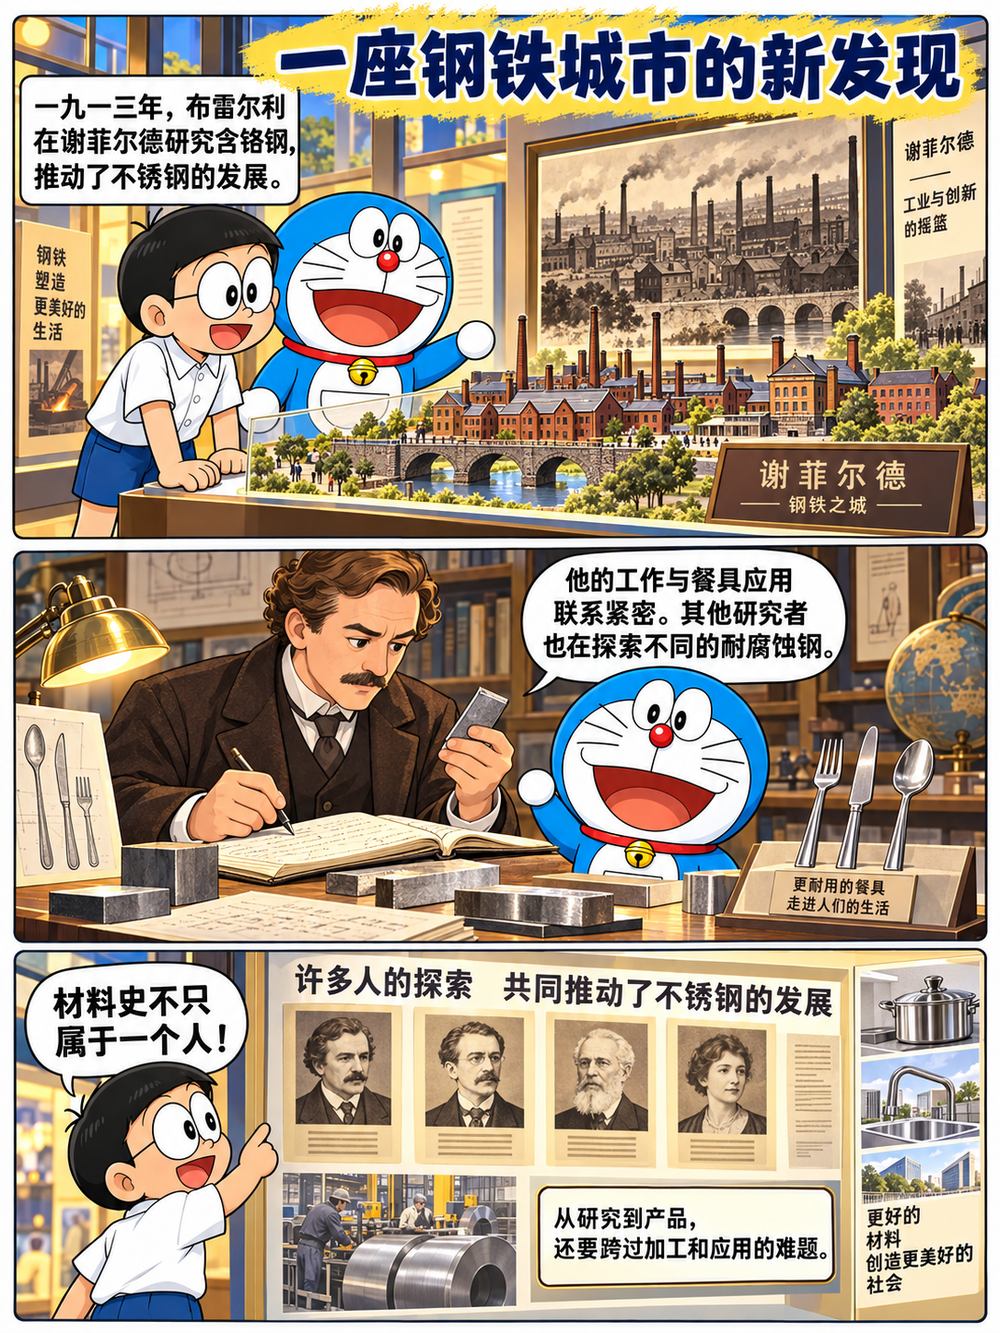 一座钢铁城市的新发现
一九一三年，布雷尔利
在谢菲尔德研究含铬钢，
推动了不锈钢的发展。
钢铁
塑造
更美好的
生活
谢菲尔德
工业与创新
的摇篮
谢菲尔德
钢铁之城
他的工作与餐具应用
联系紧密。其他研究者
也在探索不同的耐腐蚀钢。
更耐用的餐具
走进人们的生活
材料史不只
属于一个人！
许多人的探索 共同推动了不锈钢的发展
从研究到产品，
还要跨过加工和应用的难题。
更好的
材料
创造更美好的
社会